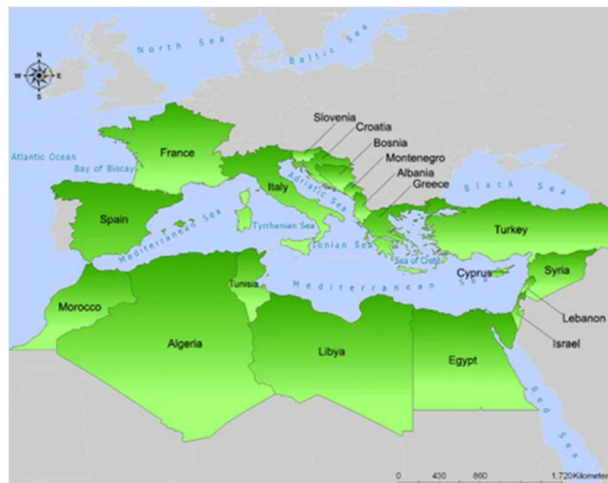 North Sea
Baltic Sea
N
W E
S
Slovenia
Croatia
Bosnia
Montenegro
Albania
Greece
France
Atlantic Ocean
Bay of Biscay
Italy
Adriatic Sea
Black Sea
Spain
Mediterranean Sea
Tyrrhenian Sea
Ionian Sea
Sea of Crete
Turkey
Cyprus
Syria
Mediterranean Sea
Tunisia
Morocco
Lebanon
Algeria
Libya
Egypt
Israel
Red Sea
0 430 860 1.720Kilometer